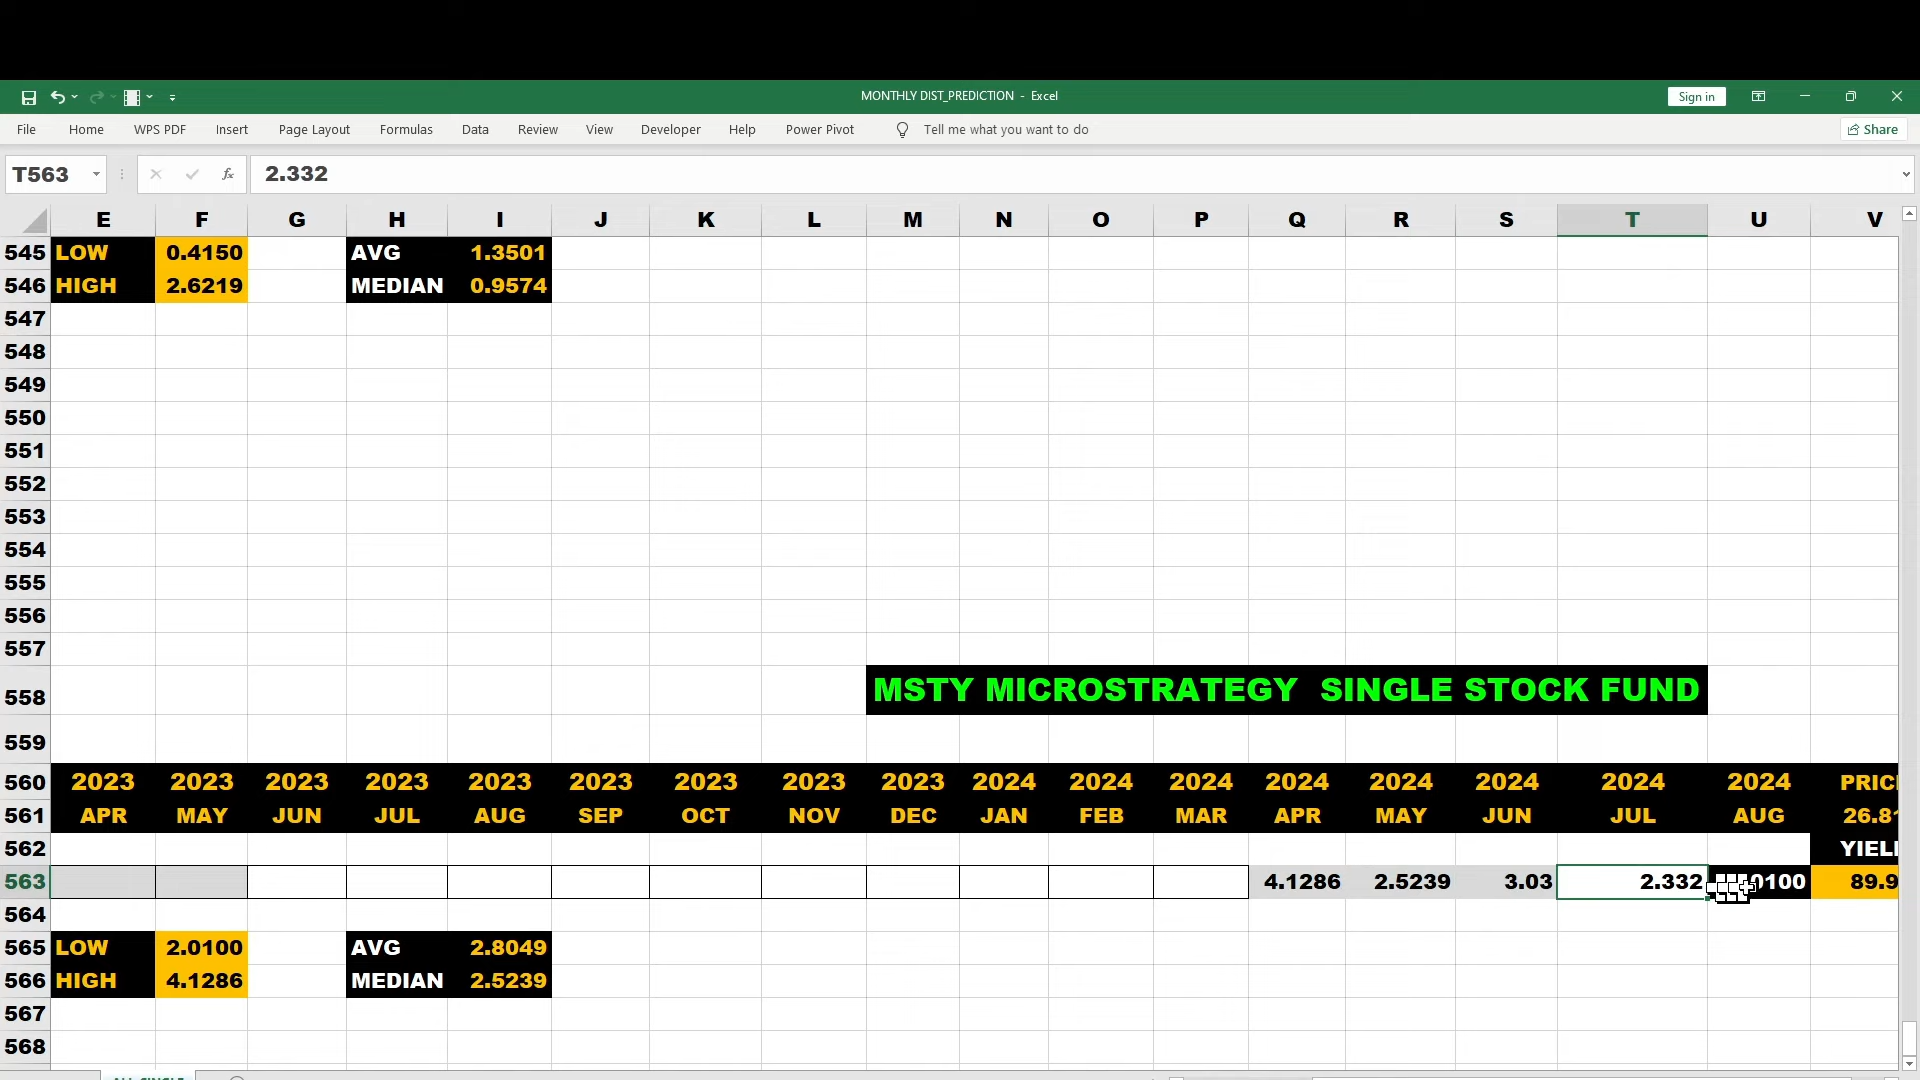 MONTHLY DIST_PREDICTION - Excel
Sign in
File Home WPS PDF Insert Page Layout Formulas Data Review View Developer Help Power Pivot Tell me what you want to do Share
T563 fx 2.332
E F G H I J K L M N O P Q R S T U V
545 LOW 0.4150 AVG 1.3501
546 HIGH 2.6219 MEDIAN 0.9574
547
548
549
550
551
552
553
554
555
556
557
558 MSTY MICROSTRATEGY SINGLE STOCK FUND
559
560 2023 2023 2023 2023 2023 2023 2023 2023 2023 2024 2024 2024 2024 2024 2024 2024 2024 PRIC
561 APR MAY JUN JUL AUG SEP OCT NOV DEC JAN FEB MAR APR MAY JUN JUL AUG 26.81
562 YIEL
563 4.1286 2.5239 3.03 2.332 0100 89.9
564
565 LOW 2.0100 AVG 2.8049
566 HIGH 4.1286 MEDIAN 2.5239
567
568